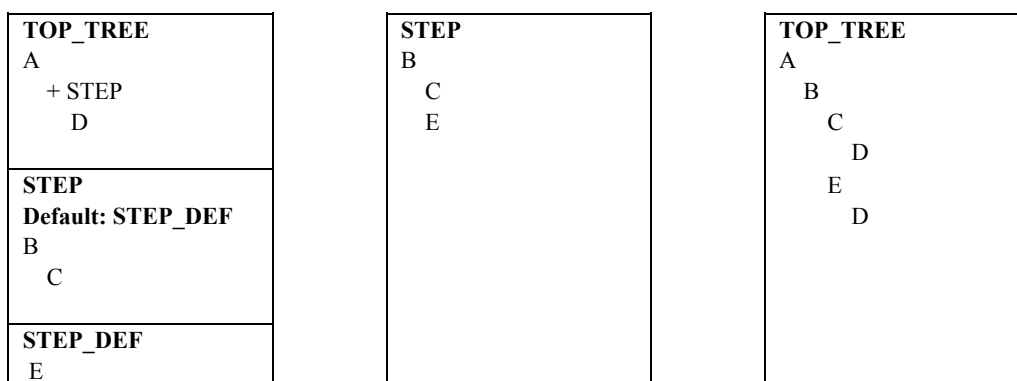 TOP_TREE
A
+ STEP
D
STEP
Default: STEP_DEF
B
C
STEP_DEF
E
STEP
B
C
E
TOP_TREE
A
B
C
D
E
D